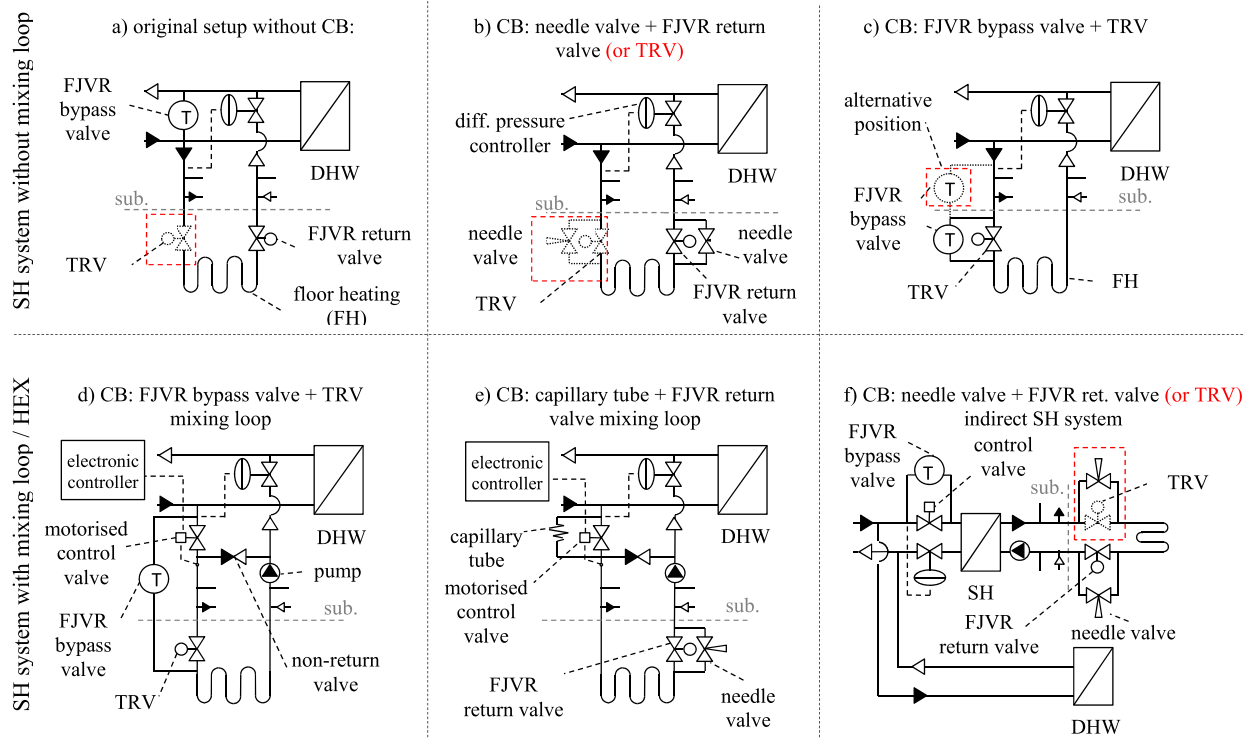 SH system without mixing loop
a) original setup without CB:
FJVR
bypass
valve
DHW
sub.
TRV
FJVR return
valve
floor heating
(FH)
b) CB: needle valve + FJVR return
valve (or TRV)
diff. pressure
controller
DHW
sub.
needle
valve
needle
valve
TRV
FJVR return
valve
c) CB: FJVR bypass valve + TRV
alternative
position
T
DHW
sub.
FJVR
bypass
valve
T
TRV
FH
T
SH system with mixing loop / HEX
d) CB: FJVR bypass valve + TRV
mixing loop
electronic
controller
DHW
motorised
control
valve
T
pump
FJVR
bypass
valve
sub.
non-return
valve
TRV
e) CB: capillary tube + FJVR return
valve mixing loop
electronic
controller
DHW
capillary
tube
motorised
control
valve
sub.
FJVR
return valve
needle
valve
f) CB: needle valve + FJVR ret. valve (or TRV)
indirect SH system
FJVR
bypass
valve
control
valve
T
sub.
TRV
SH
FJVR
return valve
needle valve
DHW